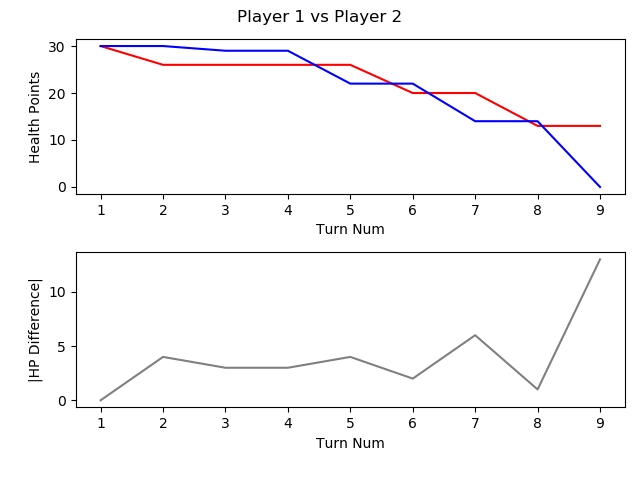 Player 1 vs Player 2
Health Points
30
20
10
0
1 2 3 4 5 6 7 8 9
Turn Num
|HP Difference|
10
5
0
1 2 3 4 5 6 7 8 9
Turn Num